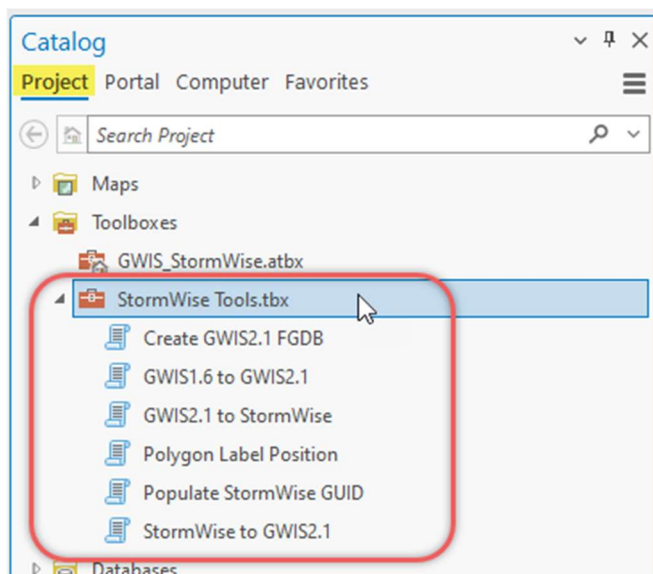 Catalog
Project Portal Computer Favorites
Search Project
Maps
Toolboxes
GWIS_StormWise.atbx
StormWise Tools.tbx
Create GWIS2.1 FGDB
GWIS1.6 to GWIS2.1
GWIS2.1 to StormWise
Polygon Label Position
Populate StormWise GUID
StormWise to GWIS2.1
Databases